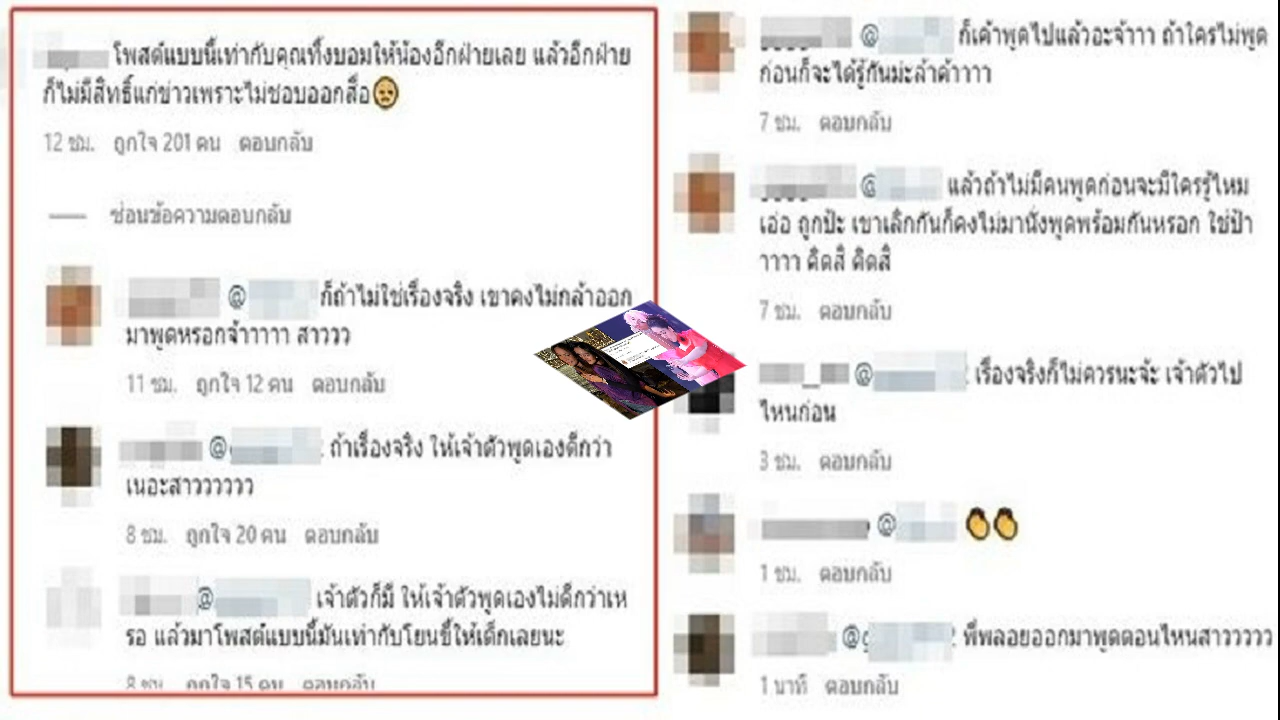 โพสต์แบบนี้เท่ากับคุณทิ้งบอมให้น้องอีกฝ่ายเลย แล้วอีกฝ่าย
ก็ไม่มีสิทธิ์แก่ข่าวเพราะไม่ชอบออกสื่อ😔
12 ชม. ถูกใจ 201 คน ตอบกลับ
ซ่อนข้อความตอบกลับ
@ ก็ถ้าไม่ใช่เรื่องจริง เขาคงไม่กล้าออก
มาพูดหรอกจ้าาาาา สาววว
11 ชม. ถูกใจ 12 คน ตอบกลับ
@ ถ้าเรื่องจริง ให้เจ้าตัวพูดเองดีกว่า
เนอะสาวววววว
8 ชม. ถูกใจ 20 คน ตอบกลับ
@ เจ้าตัวก็มี ให้เจ้าตัวพูดเองไม่ดีกว่าเห
รอ แล้วมาโพสต์แบบนี้มันเท่ากับโยนขี้ให้เด็กเลยนะ
8 ชม. ถูกใจ 15 คน ตอบกลับ
@ ก็เค้าพูดไปแล้วอะจ้าาา ถ้าใครไม่พูด
ก่อนก็จะได้รู้กันม่ะล้าค้าาาา
7 ชม. ตอบกลับ
@ แล้วถ้าไม่มีคนพูดก่อนจะมีใครรู้ไหม
เอ่อ ถูกป้ะ เขาเลิกกันก็คงไม่มานั่งพูดพร้อมกันหรอก ใช่ป้า
าาาา คิดสิ คิดสิ
7 ชม. ตอบกลับ
@ เรื่องจริงก็ไม่ควรนะจ้ะ เจ้าตัวไป
ไหนก่อน
3 ชม. ตอบกลับ
@ 👏
1 ชม. ตอบกลับ
@ พี่พลอยออกมาพูดตอนไหนสาววววว
1 นาที ตอบกลับ